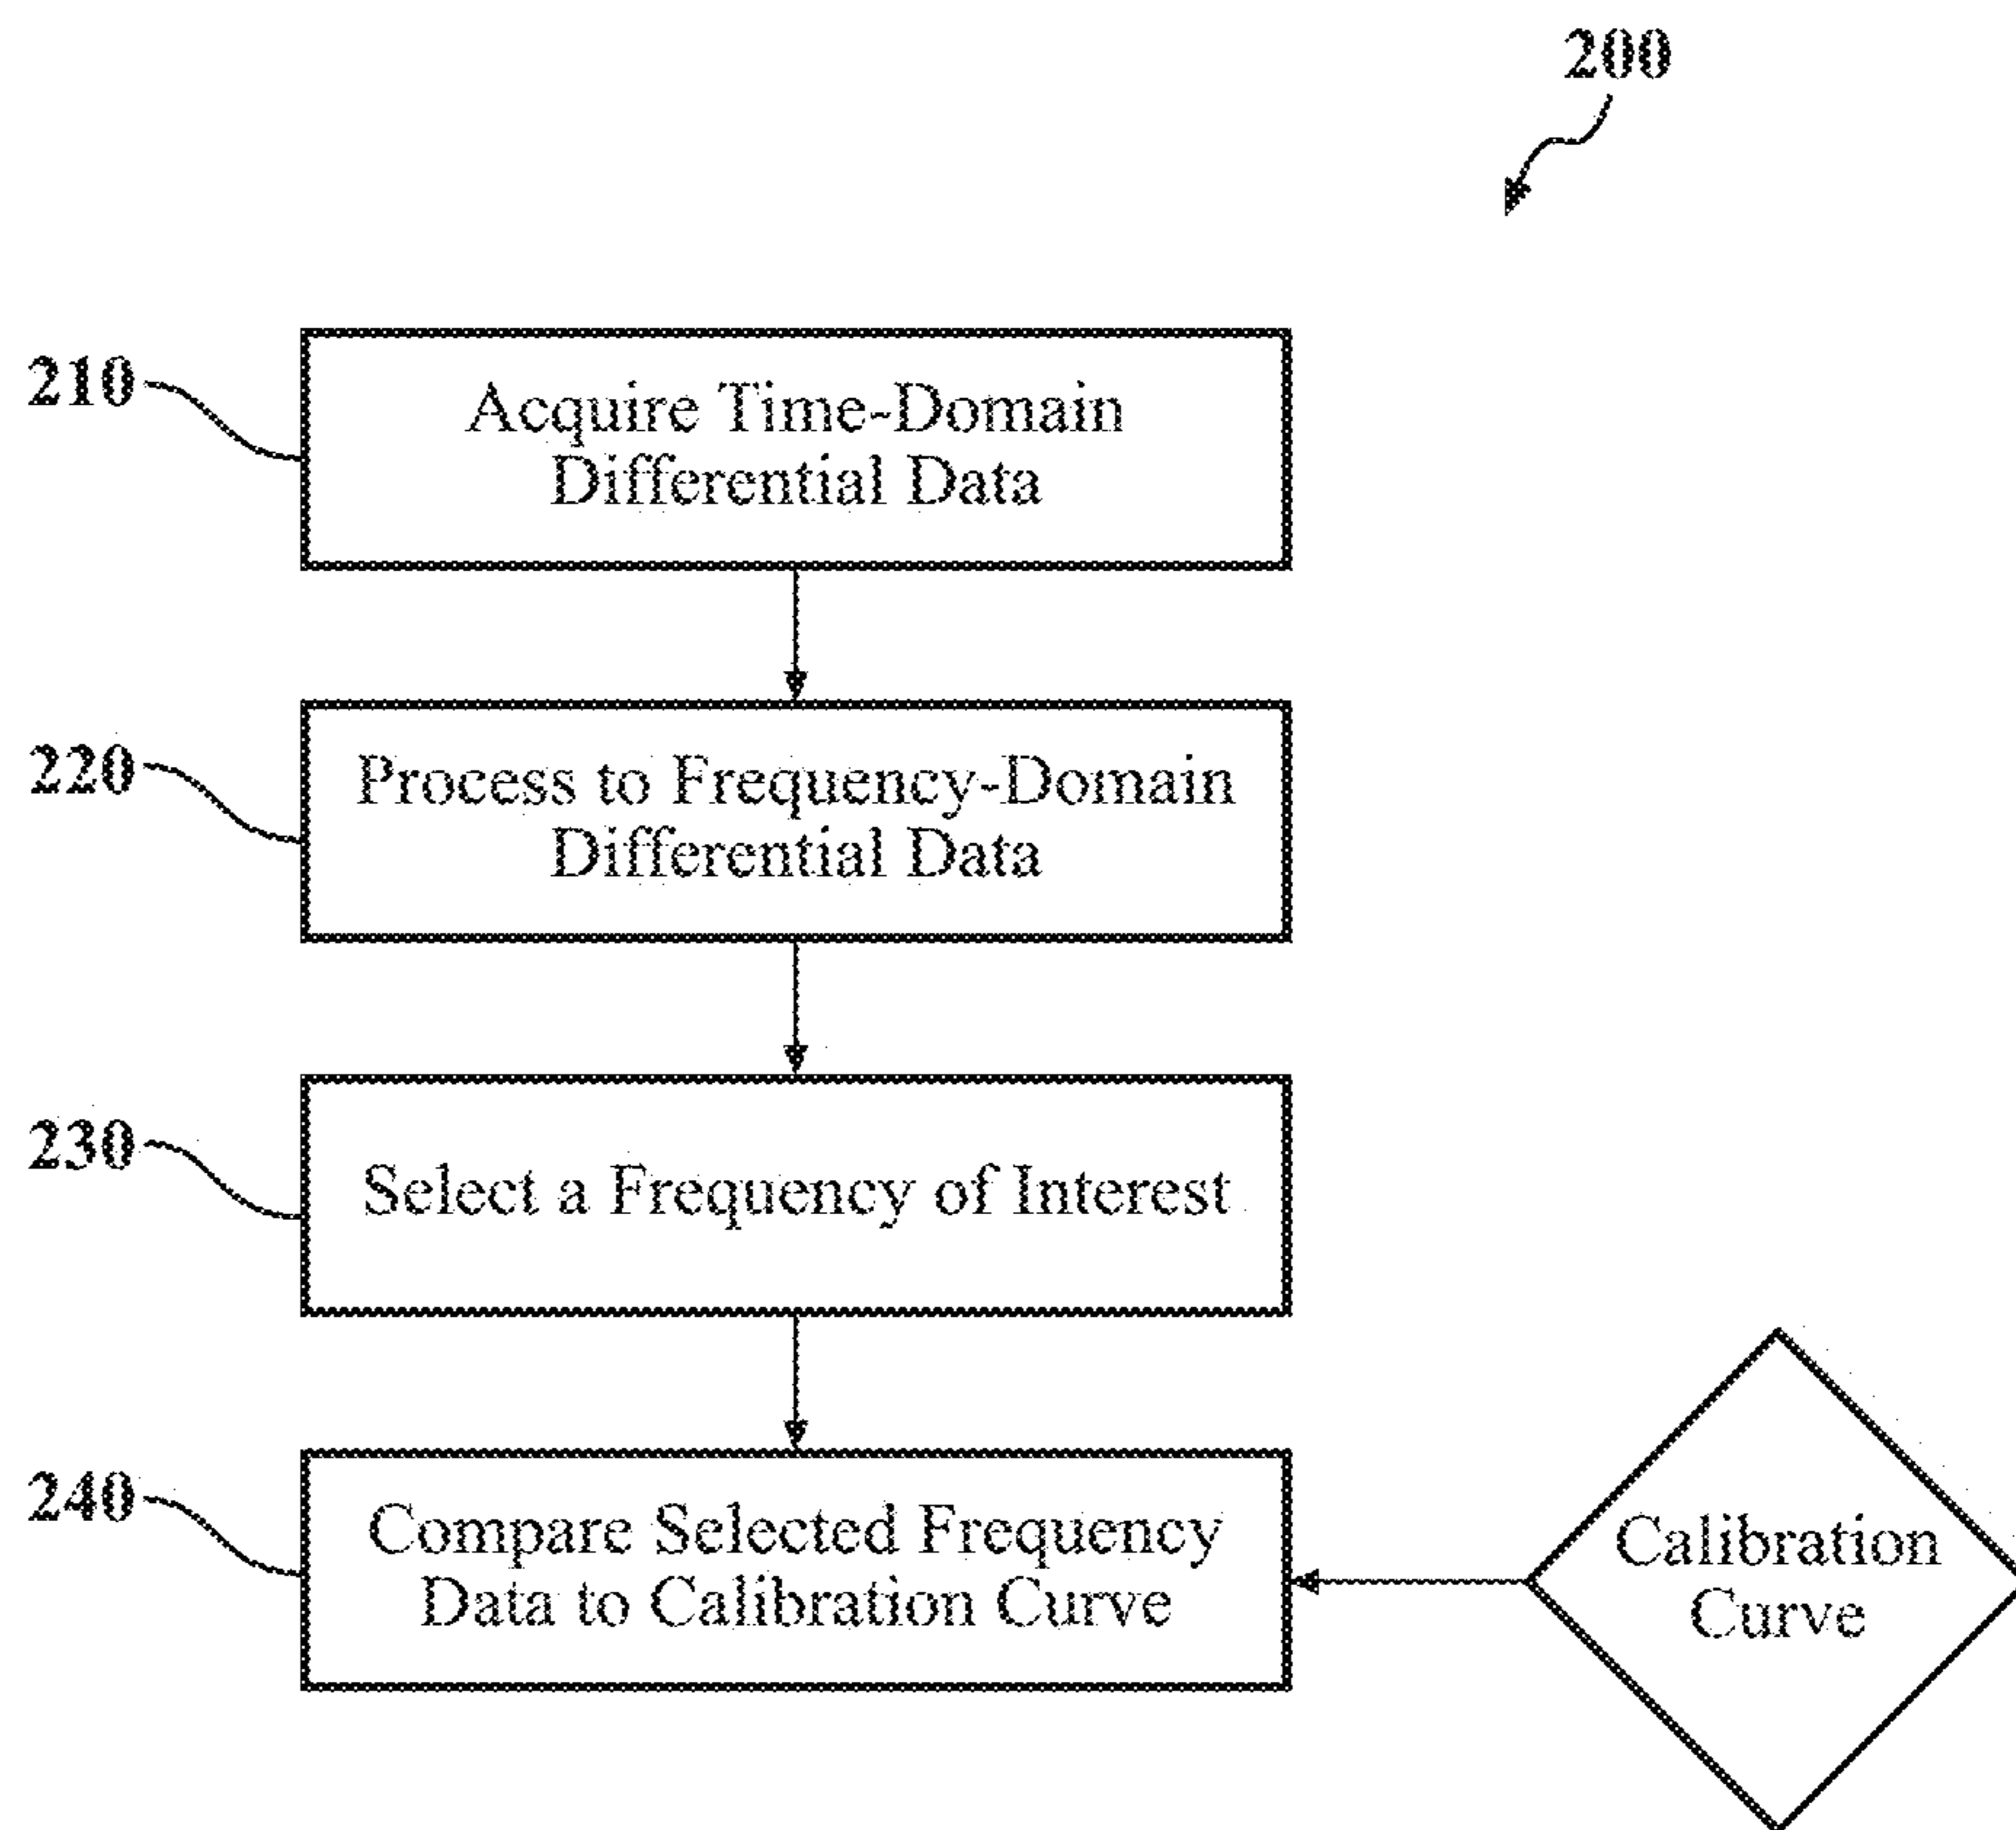 200
210
Acquire Time-Domain
Differential Data
220
Process to Frequency-Domain
Differential Data
230
Select a Frequency of Interest
240
Compare Selected Frequency
Data to Calibration Curve
Calibration
Curve